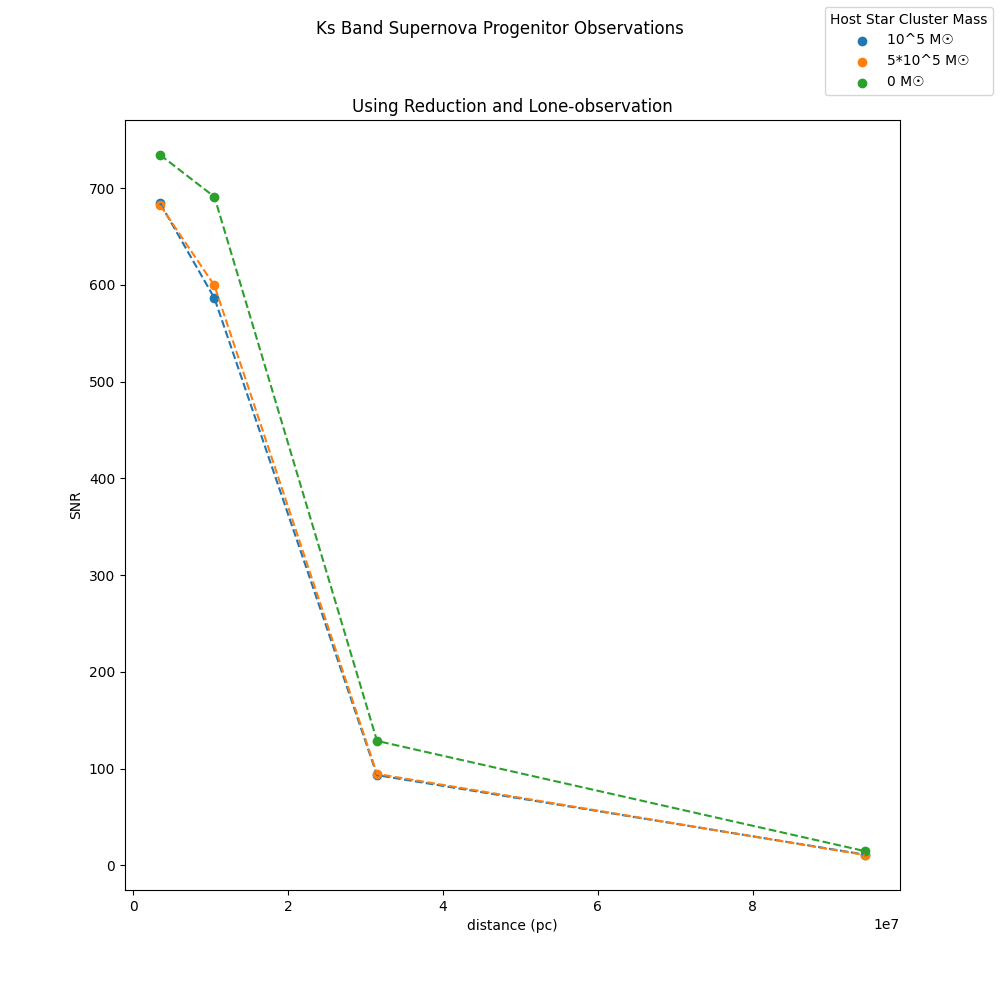 Ks Band Supernova Progenitor Observations
Host Star Cluster Mass
10^5 M☉
5*10^5 M☉
0 M☉
Using Reduction and Lone-observation
700
600
500
400
300
200
100
0
SNR
0 2 4 6 8
1e7
distance (pc)